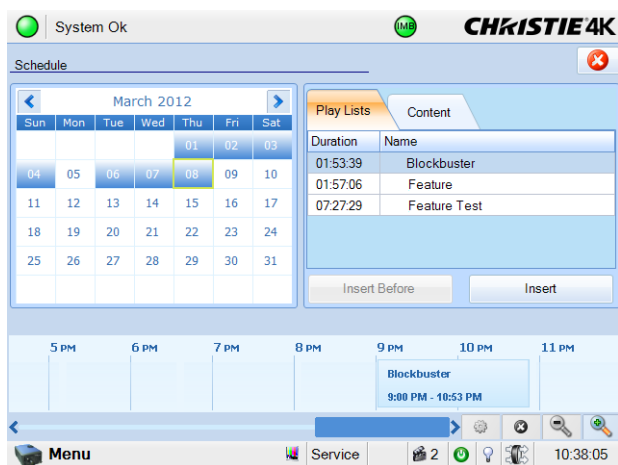 System Ok
IMB
CHRISTIE 4K
Schedule
March 2012
Sun Mon Tue Wed Thu Fri Sat
01 02 03
04 05 06 07 08 09 10
11 12 13 14 15 16 17
18 19 20 21 22 23 24
25 26 27 28 29 30 31
Play Lists Content
Duration Name
01:53:39 Blockbuster
01:57:06 Feature
07:27:29 Feature Test
Insert Before Insert
5 PM 6 PM 7 PM 8 PM 9 PM 10 PM 11 PM
Blockbuster
9:00 PM - 10:53 PM
Menu Service 2 10:38:05